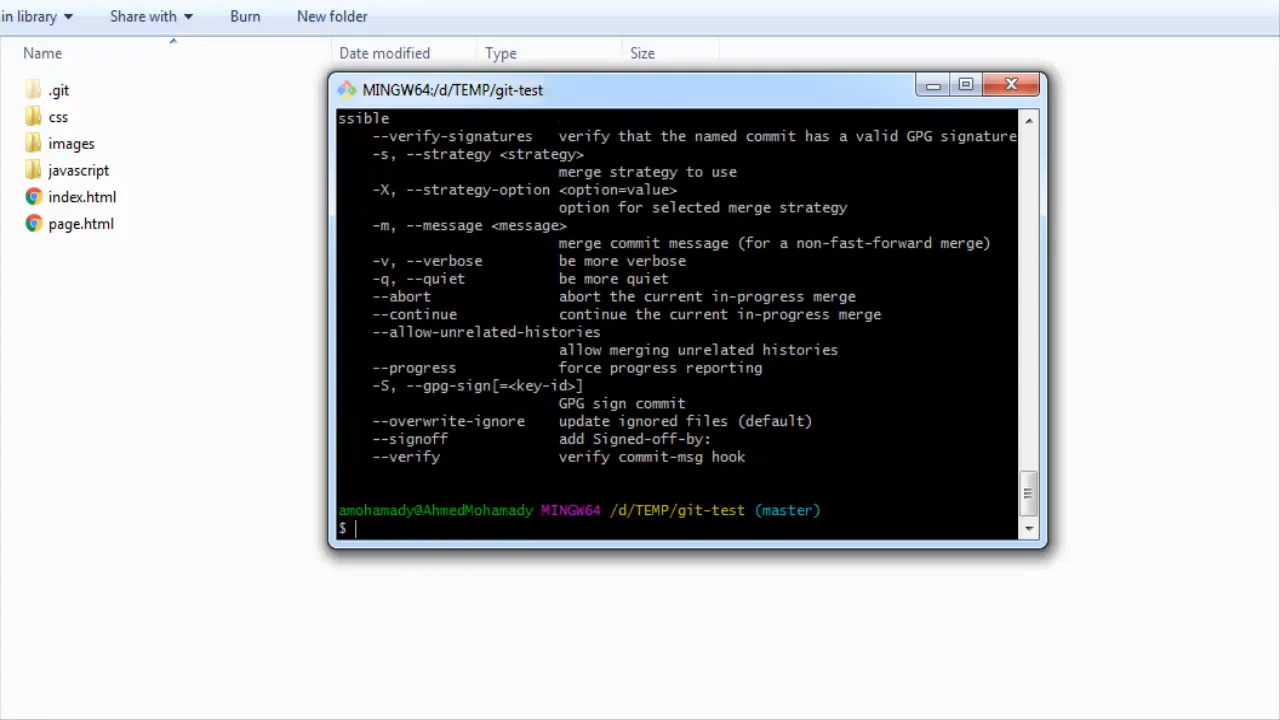 in library Share with Burn New folder
Name Date modified Type Size
.git
css
images
javascript
index.html
page.html
MINGW64:/d/TEMP/git-test
ssible
--verify-signatures verify that the named commit has a valid GPG signature
-s, --strategy <strategy>
merge strategy to use
-X, --strategy-option <option=value>
option for selected merge strategy
-m, --message <message>
merge commit message (for a non-fast-forward merge)
-v, --verbose be more verbose
-q, --quiet be more quiet
--abort abort the current in-progress merge
--continue continue the current in-progress merge
--allow-unrelated-histories
allow merging unrelated histories
--progress force progress reporting
-S, --gpg-sign[=<key-id>]
GPG sign commit
--overwrite-ignore update ignored files (default)
--signoff add Signed-off-by:
--verify verify commit-msg hook
amohamady@AhmedMohamady MINGW64 /d/TEMP/git-test (master)
$